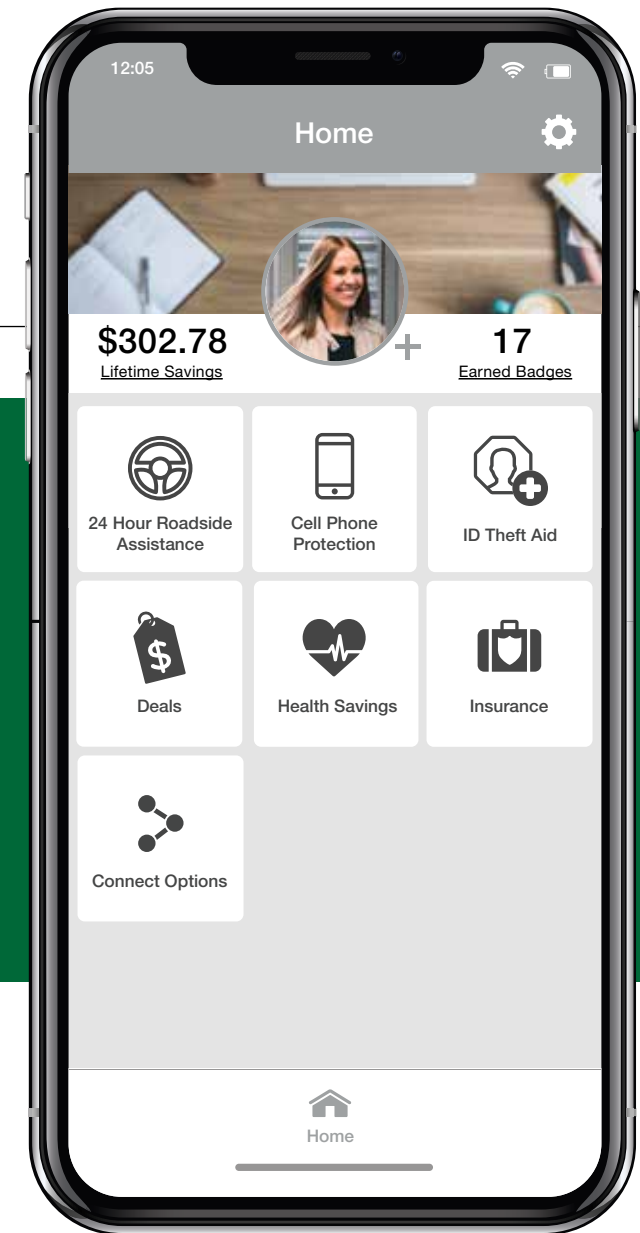 12:05
Home
$302.78
Lifetime Savings
17
Earned Badges
24 Hour Roadside
Assistance
Cell Phone
Protection
ID Theft Aid
$
Deals
Health Savings
Insurance
Connect Options
Home